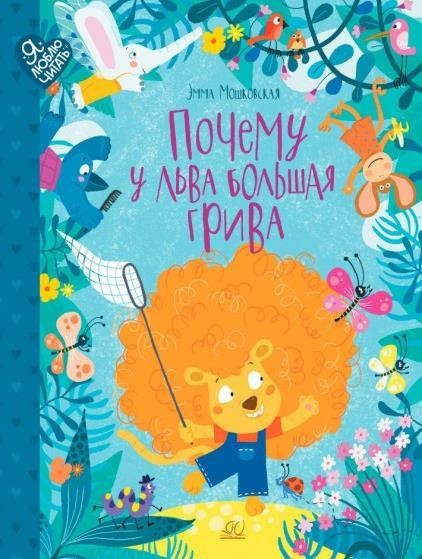 Я
ЛЮБЛЮ
ЧИТАТЬ
Эмма Мошковская
ПОЧЕМУ
У ЛЬВА БОЛЬШАЯ
ГРИВА